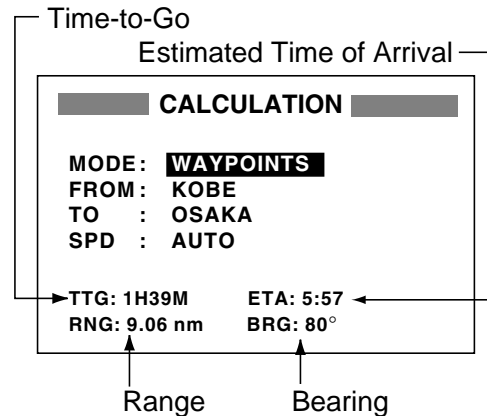 Time-to-Go
Estimated Time of Arrival
CALCULATION
MODE: WAYPOINTS
FROM: KOBE
TO : OSAKA
SPD : AUTO
TTG: 1H39M ETA: 5:57
RNG: 9.06 nm BRG: 80°
Range Bearing